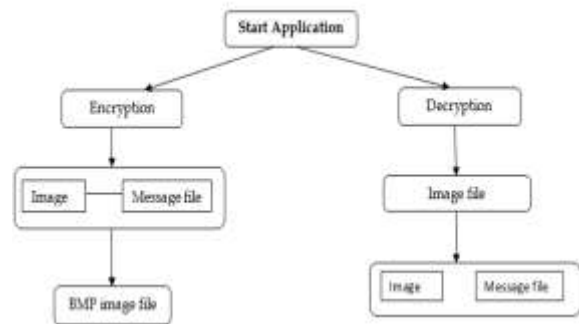 Start Application
Encryption
Decryption
Image
Message file
Image file
BMP image file
Image
Message file